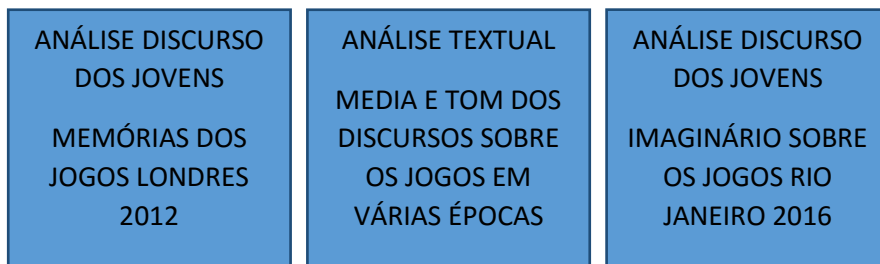 ANÁLISE DISCURSO
DOS JOVENS
MEMÓRIAS DOS
JOGOS LONDRES
2012
ANÁLISE TEXTUAL
MEDIA E TOM DOS
DISCURSOS SOBRE
OS JOGOS EM
VÁRIAS ÉPOCAS
ANÁLISE DISCURSO
DOS JOVENS
IMAGINÁRIO SOBRE
OS JOGOS RIO
JANEIRO 2016